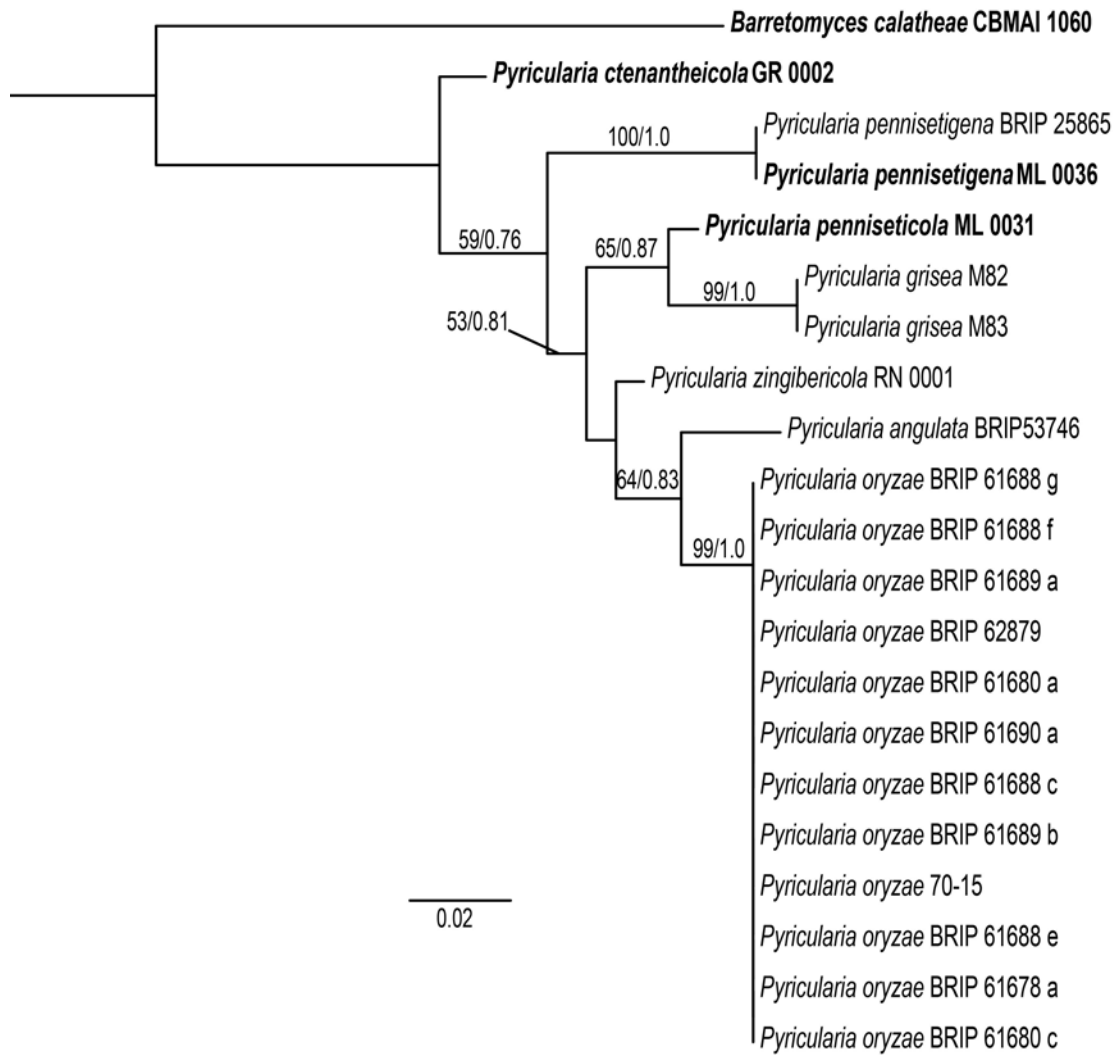 Barretomyces calatheae CBMAI 1060
Pyricularia ctenantheicola GR 0002
Pyricularia pennisetigena BRIP 25865
100/1.0
Pyricularia pennisetigena ML 0036
Pyricularia penniseticola ML 0031
59/0.76
65/0.87
Pyricularia grisea M82
99/1.0
53/0.81
Pyricularia grisea M83
Pyricularia zingibericola RN 0001
Pyricularia angulata BRIP53746
64/0.83
Pyricularia oryzae BRIP 61688 g
Pyricularia oryzae BRIP 61688 f
99/1.0
Pyricularia oryzae BRIP 61689 a
Pyricularia oryzae BRIP 62879
Pyricularia oryzae BRIP 61680 a
Pyricularia oryzae BRIP 61690 a
Pyricularia oryzae BRIP 61688 c
Pyricularia oryzae BRIP 61689 b
Pyricularia oryzae 70-15
0.02
Pyricularia oryzae BRIP 61688 e
Pyricularia oryzae BRIP 61678 a
Pyricularia oryzae BRIP 61680 c